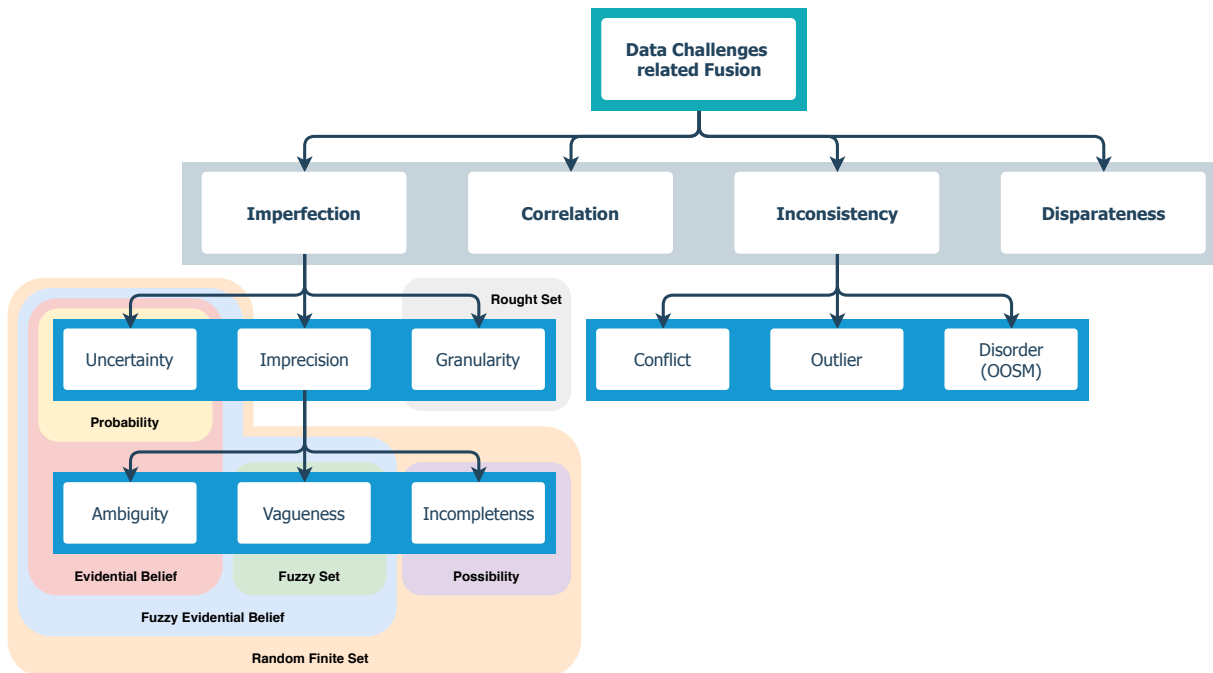 Data Challenges
related Fusion
Imperfection
Correlation
Inconsistency
Disparateness
Rought Set
Uncertainty
Imprecision
Granularity
Conflict
Outlier
Disorder
(OOSM)
Probability
Ambiguity
Vagueness
Incompletenss
Evidential Belief
Fuzzy Set
Possibility
Fuzzy Evidential Belief
Random Finite Set